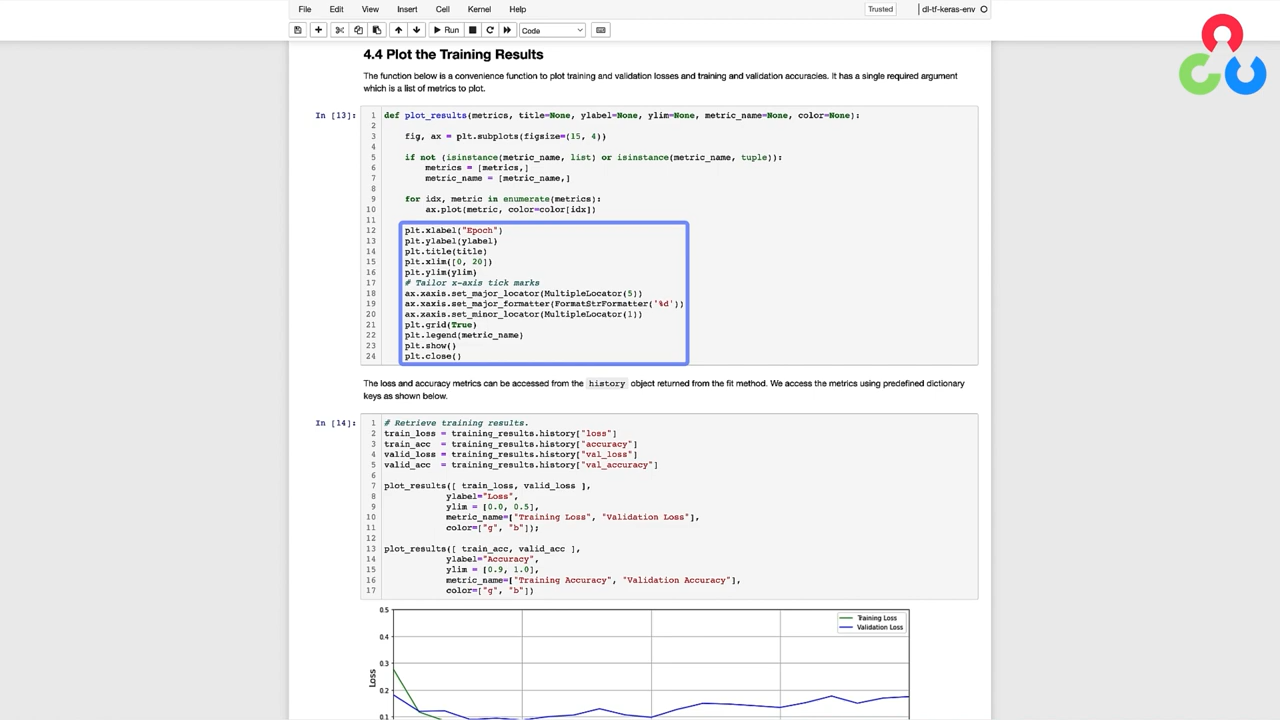 File Edit View Insert Cell Kernel Help Trusted dl-tf-keras-env
Run Code
4.4 Plot the Training Results
The function below is a convenience function to plot training and validation losses and training and validation accuracies. It has a single required argument
which is a list of metrics to plot.
In [13]:
1 def plot_results(metrics, title=None, ylabel=None, ylim=None, metric_name=None, color=None):
2
3 fig, ax = plt.subplots(figsize=(15, 4))
4
5 if not (isinstance(metric_name, list) or isinstance(metric_name, tuple)):
6 metrics = [metrics,]
7 metric_name = [metric_name,]
8
9 for idx, metric in enumerate(metrics):
10 ax.plot(metric, color=color[idx])
11
12 plt.xlabel("Epoch")
13 plt.ylabel(ylabel)
14 plt.title(title)
15 plt.xlim([0, 20])
16 plt.ylim(ylim)
17 # Tailor x-axis tick marks
18 ax.xaxis.set_major_locator(MultipleLocator(5))
19 ax.xaxis.set_major_formatter(FormatStrFormatter('%d'))
20 ax.xaxis.set_minor_locator(MultipleLocator(1))
21 plt.grid(True)
22 plt.legend(metric_name)
23 plt.show()
24 plt.close()
The loss and accuracy metrics can be accessed from the history object returned from the fit method. We access the metrics using predefined dictionary
keys as shown below.
In [14]:
1 # Retrieve training results.
2 train_loss = training_results.history["loss"]
3 train_acc = training_results.history["accuracy"]
4 valid_loss = training_results.history["val_loss"]
5 valid_acc = training_results.history["val_accuracy"]
6
7 plot_results([ train_loss, valid_loss ],
8 ylabel="Loss",
9 ylim = [0.0, 0.5],
10 metric_name=["Training Loss", "Validation Loss"],
11 color=["g", "b"]);
12
13 plot_results([ train_acc, valid_acc ],
14 ylabel="Accuracy",
15 ylim = [0.9, 1.0],
16 metric_name=["Training Accuracy", "Validation Accuracy"],
17 color=["g", "b"])
0.5
Training Loss
Validation Loss
0.4
0.3
Loss
0.2
0.1